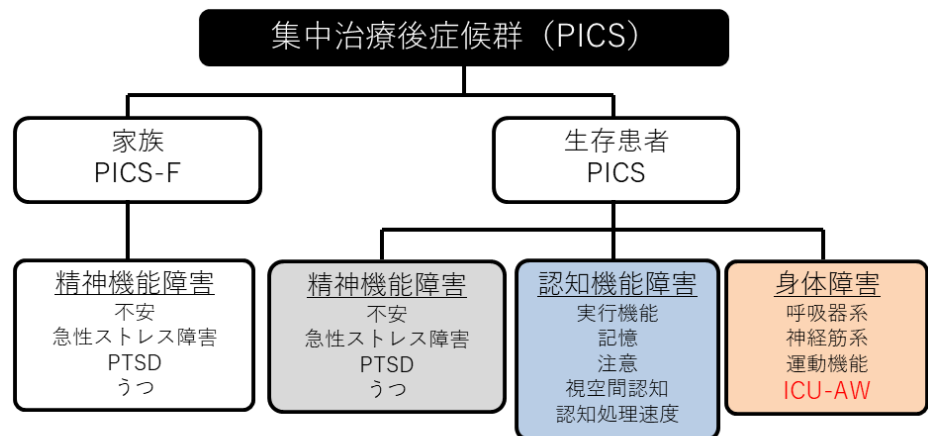 集中治療後症候群（PICS）
家族
PICS-F
生存患者
PICS
精神機能障害
不安
急性ストレス障害
PTSD
うつ
精神機能障害
不安
急性ストレス障害
PTSD
うつ
認知機能障害
実行機能
記憶
注意
視空間認知
認知処理速度
身体障害
呼吸器系
神経筋系
運動機能
ICU-AW